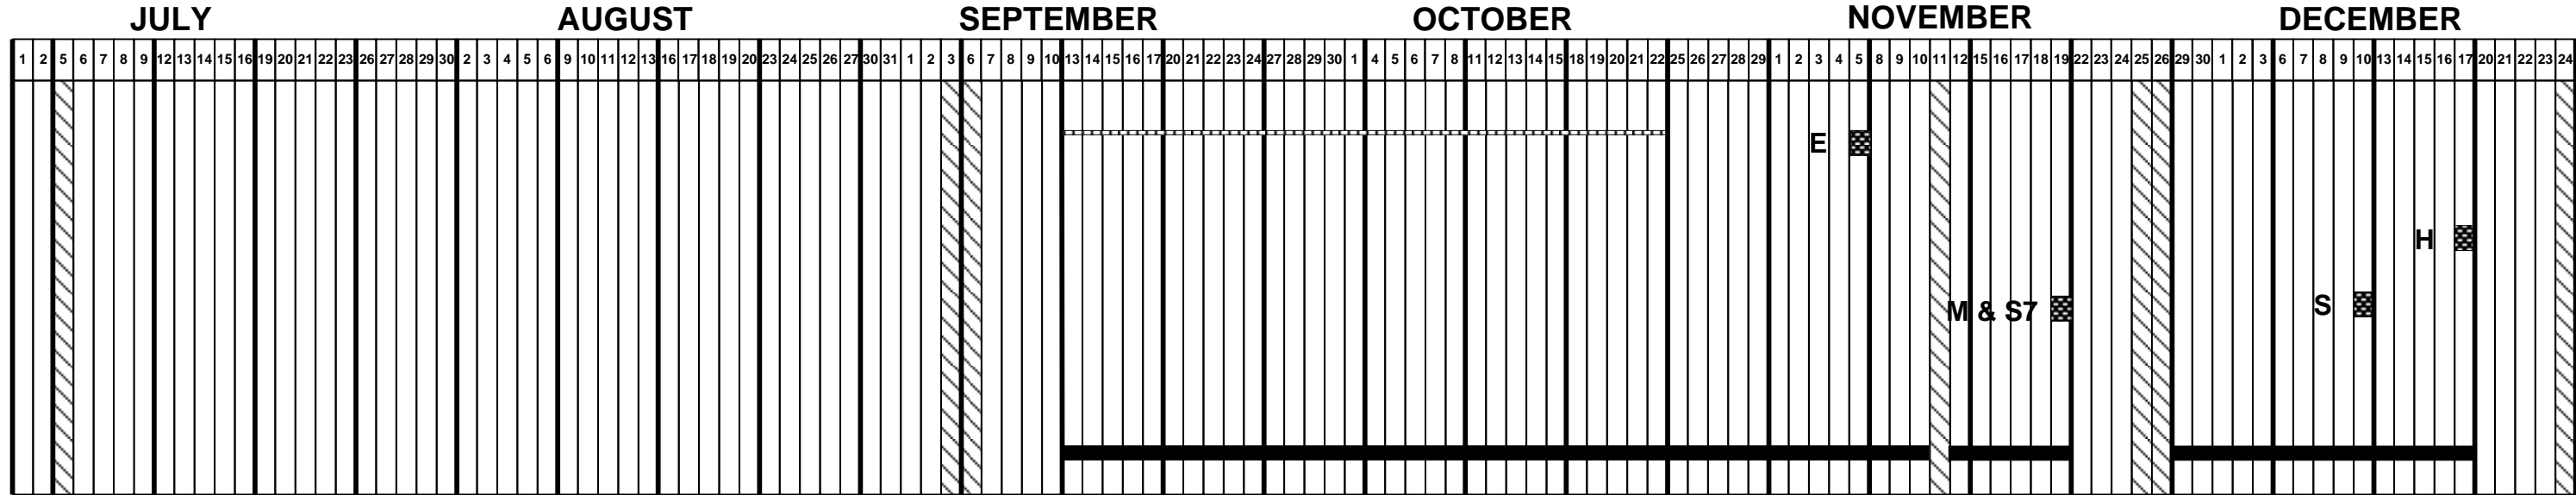 JULY AUGUST SEPTEMBER OCTOBER NOVEMBER DECEMBER
1 2 5 6 7 8 9 12 13 14 15 16 19 20 21 22 23 26 27 28 29 30 2 3 4 5 6 9 10 11 12 13 16 17 18 19 20 23 24 25 26 27 30 31 1 2 3 6 7 8 9 10 13 14 15 16 17 20 21 22 23 24 27 28 29 30 1 4 5 6 7 8 11 12 13 14 15 18 19 20 21 22 25 26 27 28 29 1 2 3 4 5 8 9 10 11 12 15 16 17 18 19 22 23 24 25 26 29 30 1 2 3 6 7 8 9 10 13 14 15 16 17 20 21 22 23 24
E
H
S
M & S7